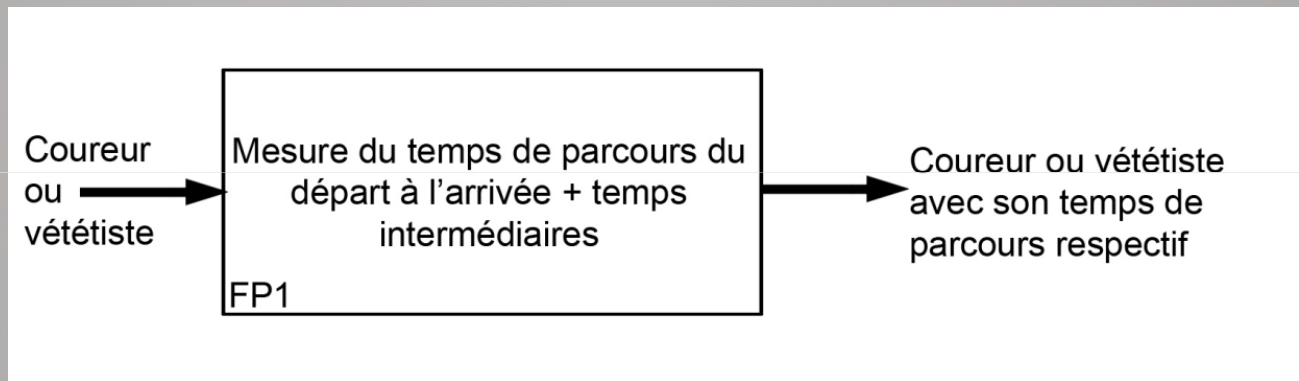 Coureur
ou
vététiste
Mesure du temps de parcours du
départ à l'arrivée + temps
intermédiaires
FP1
Coureur ou vététiste
avec son temps de
parcours respectif